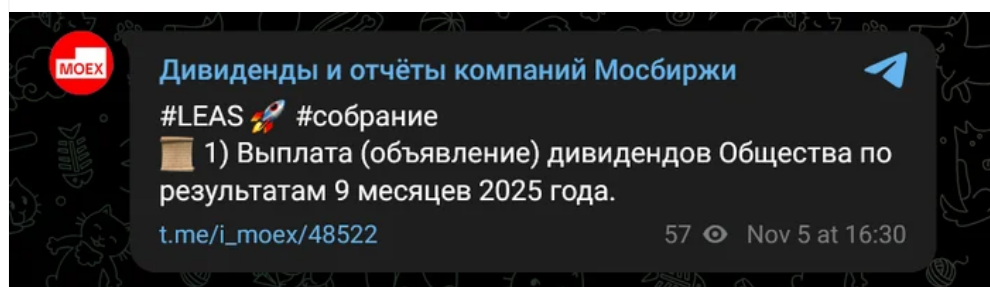 MOEX
Дивиденды и отчёты компаний Мосбиржи
#LEAS 🚀 #собрание
📜 1) Выплата (объявление) дивидендов Общества по
результатам 9 месяцев 2025 года.
t.me/i_moex/48522
57 Nov 5 at 16:30